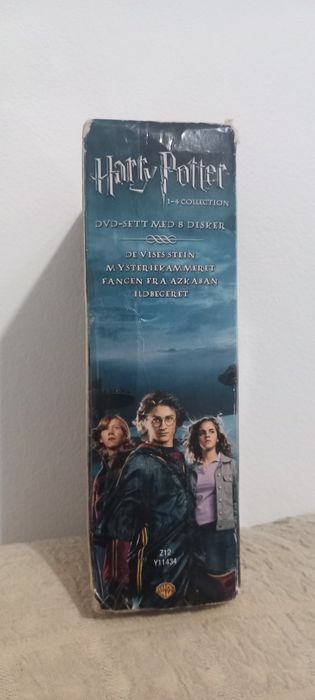 Harry Potter
1-4 COLLECTION
DVD-SETT MED 8 DISKER
DE VISES STEIN
MYSTERIEKAMMERET
FANGEN FRA AZKABAN
ILDBEGERET
Z12
Y11434